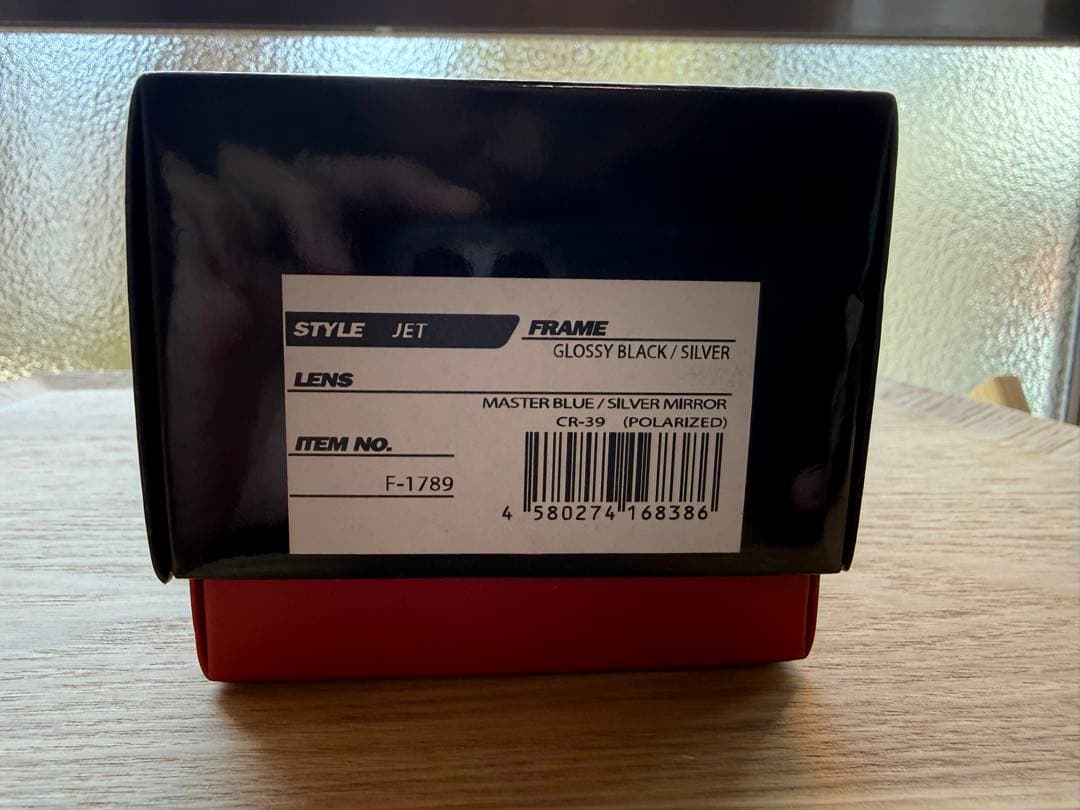 STYLE JET
FRAME
GLOSSY BLACK / SILVER
LENS
MASTER BLUE / SILVER MIRROR
CR-39 (POLARIZED)
ITEM NO.
F-1789
4 580274 168386